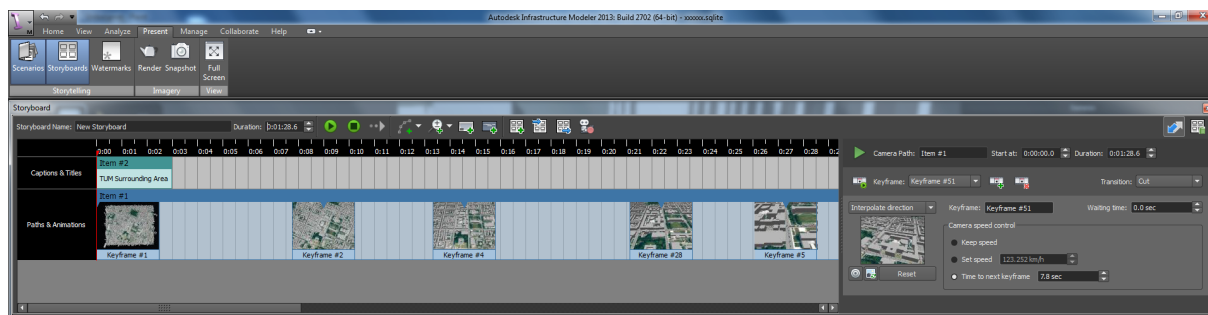 Autodesk Infrastructure Modeler 2013: Build 2702 (64-bit) - xxxxxx.sqlite
M Home View Analyze Present Manage Collaborate Help
Scenarios Storyboards Watermarks Render Snapshot Full Screen
Storytelling Imagery View
Storyboard
Storyboard Name: New Storyboard Duration: 0:01:28.6
0:00 0:01 0:02 0:03 0:04 0:05 0:06 0:07 0:08 0:09 0:10 0:11 0:12 0:13 0:14 0:15 0:16 0:17 0:18 0:19 0:20 0:21 0:22 0:23 0:24 0:25 0:26 0:27 0:28
Item #2
Captions & Titles
TUM Surrounding Area
Item #1
Paths & Animations
Keyframe #1 Keyframe #2 Keyframe #4 Keyframe #28 Keyframe #5
Camera Path: Item #1 Start at: 0:00:00.0 Duration: 0:01:28.6
Keyframe: Keyframe #51 Transition: Cut
Interpolate direction Keyframe: Keyframe #51 Waiting time: 0.0 sec
Camera speed control
Keep speed
Set speed 123.252 km/h
Reset Time to next keyframe 7.8 sec